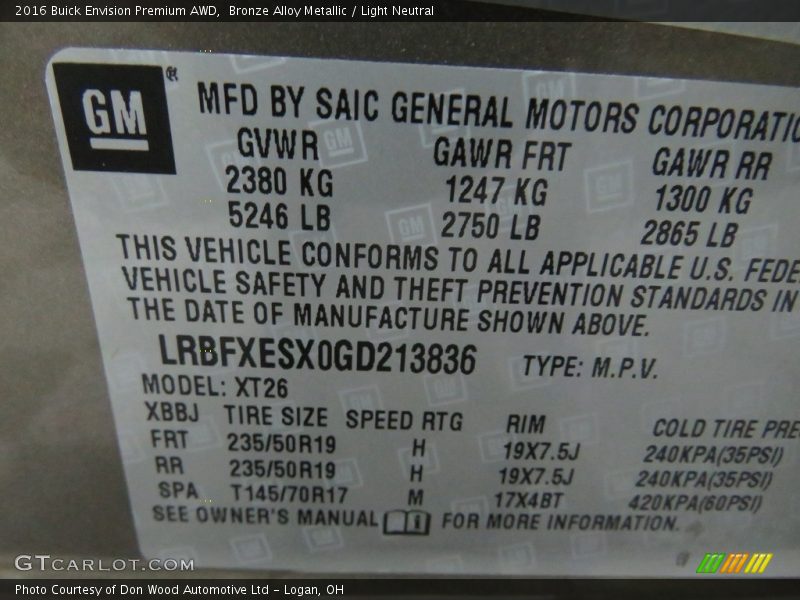 2016 Buick Envision Premium AWD, Bronze Alloy Metallic / Light Neutral
GM ®
MFD BY SAIC GENERAL MOTORS CORPORATIO
GVWR GAWR FRT GAWR RR
2380 KG 1247 KG 1300 KG
5246 LB 2750 LB 2865 LB
THIS VEHICLE CONFORMS TO ALL APPLICABLE U.S. FEDE
VEHICLE SAFETY AND THEFT PREVENTION STANDARDS IN
THE DATE OF MANUFACTURE SHOWN ABOVE.
LRBFXESX0GD213836 TYPE: M.P.V.
MODEL: XT26
XBBJ TIRE SIZE SPEED RTG RIM COLD TIRE PRE
FRT 235/50R19 H 19X7.5J 240KPA(35PSI)
RR 235/50R19 H 19X7.5J 240KPA(35PSI)
SPA T145/70R17 M 17X4BT 420KPA(60PSI)
SEE OWNER'S MANUAL FOR MORE INFORMATION.
GTCARLOT.COM
Photo Courtesy of Don Wood Automotive Ltd - Logan, OH